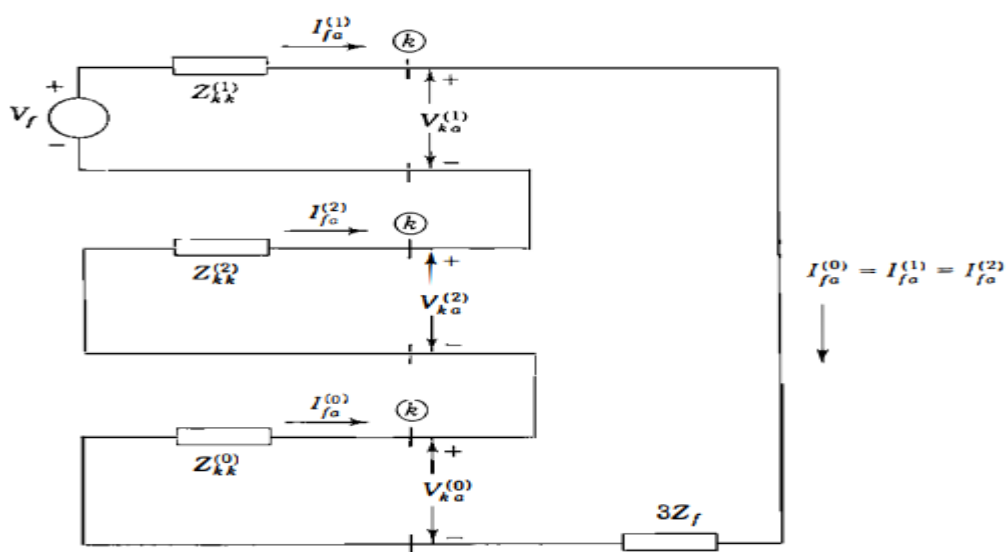 I_{fa}^{(1)}
k
+
Z_{kk}^{(1)}
+
V_f
−
V_{ka}^{(1)}
−
I_{fa}^{(2)}
k
+
Z_{kk}^{(2)}
V_{ka}^{(2)}
−
I_{fa}^{(0)} = I_{fa}^{(1)} = I_{fa}^{(2)}
I_{fa}^{(0)}
k
+
Z_{kk}^{(0)}
V_{ka}^{(0)}
−
3Z_f